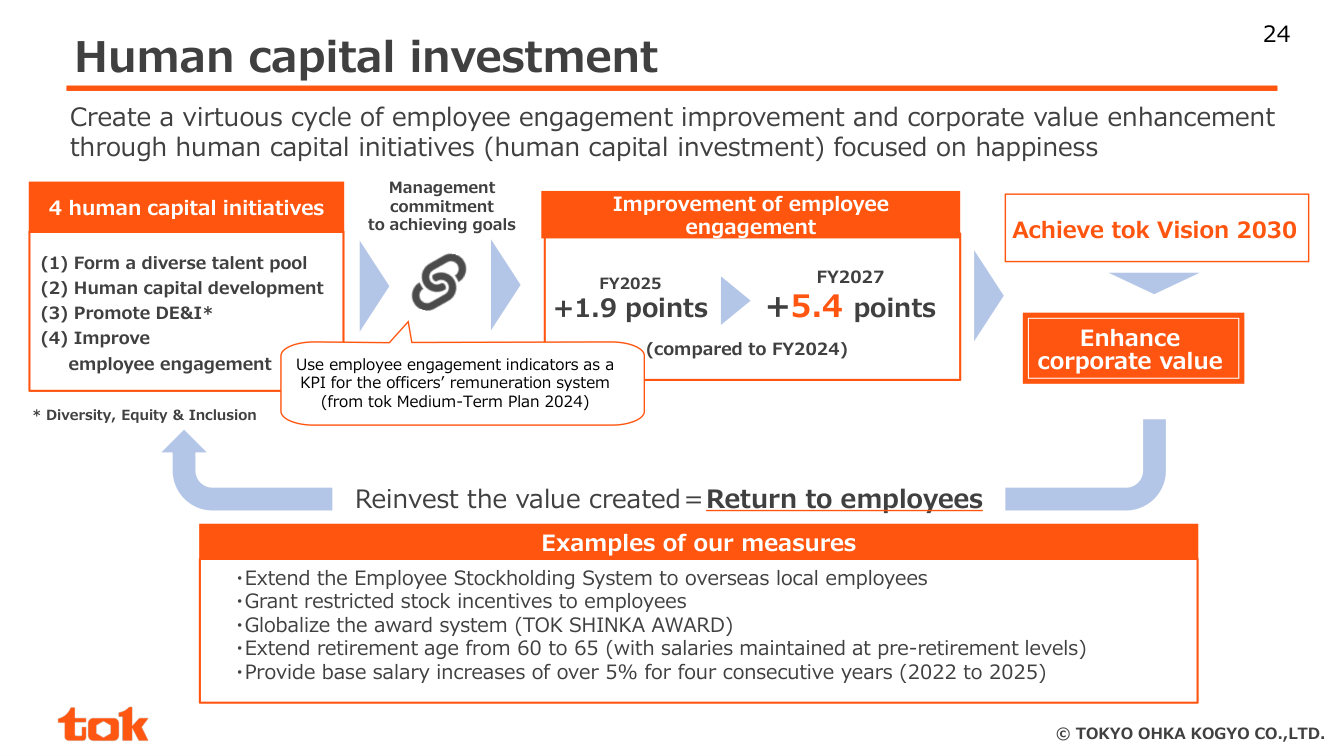 24
Human capital investment
Create a virtuous cycle of employee engagement improvement and corporate value enhancement
through human capital initiatives (human capital investment) focused on happiness
4 human capital initiatives
(1) Form a diverse talent pool
(2) Human capital development
(3) Promote DE&I*
(4) Improve
employee engagement
* Diversity, Equity & Inclusion
Management
commitment
to achieving goals
Use employee engagement indicators as a
KPI for the officers’ remuneration system
(from tok Medium-Term Plan 2024)
Improvement of employee
engagement
FY2025
+1.9 points
FY2027
+5.4 points
(compared to FY2024)
Achieve tok Vision 2030
Enhance
corporate value
Reinvest the value created=Return to employees
Examples of our measures
・Extend the Employee Stockholding System to overseas local employees
・Grant restricted stock incentives to employees
・Globalize the award system (TOK SHINKA AWARD)
・Extend retirement age from 60 to 65 (with salaries maintained at pre-retirement levels)
・Provide base salary increases of over 5% for four consecutive years (2022 to 2025)
tok
© TOKYO OHKA KOGYO CO.,LTD.